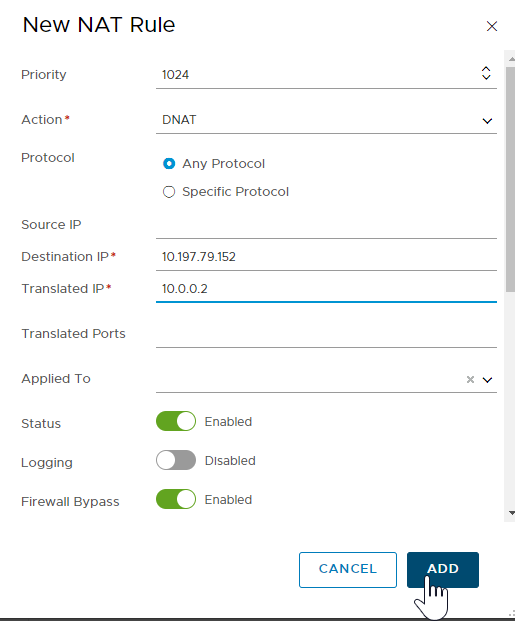 New NAT Rule
Priority 1024
Action* DNAT
Protocol
Any Protocol
Specific Protocol
Source IP
Destination IP* 10.197.79.152
Translated IP* 10.0.0.2
Translated Ports
Applied To
Status Enabled
Logging Disabled
Firewall Bypass Enabled
CANCEL ADD